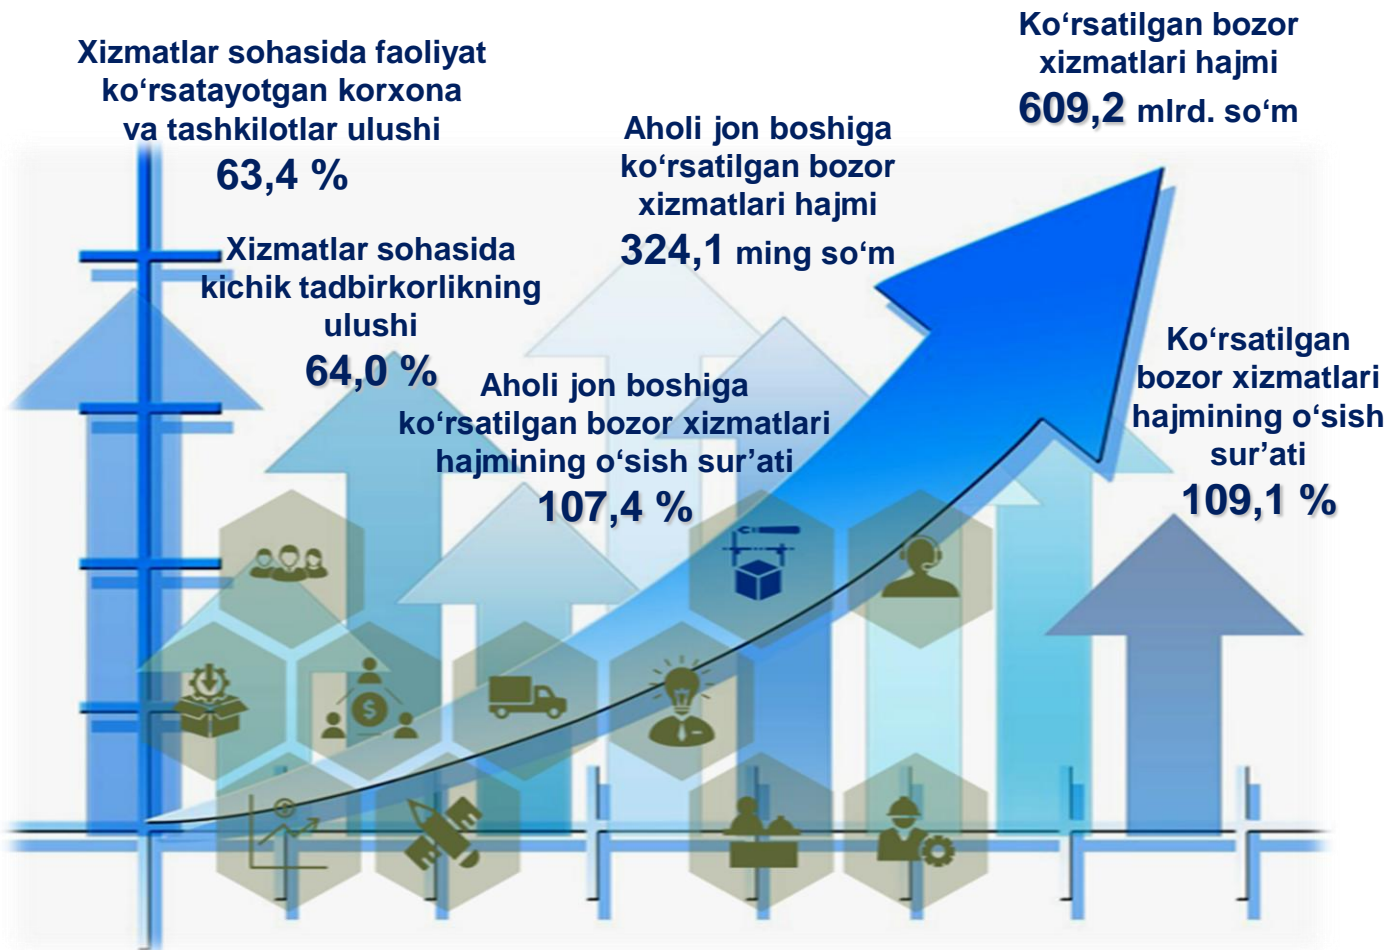 Xizmatlar sohasida faoliyat
ko‘rsatayotgan korxona
va tashkilotlar ulushi
63,4 %
Xizmatlar sohasida
kichik tadbirkorlikning
ulushi
64,0 %
Aholi jon boshiga
ko‘rsatilgan bozor
xizmatlari hajmi
324,1 ming so‘m
Aholi jon boshiga
ko‘rsatilgan bozor xizmatlari
hajmining o‘sish sur’ati
107,4 %
Ko‘rsatilgan bozor
xizmatlari hajmi
609,2 mlrd. so‘m
Ko‘rsatilgan
bozor xizmatlari
hajmining o‘sish
sur’ati
109,1 %